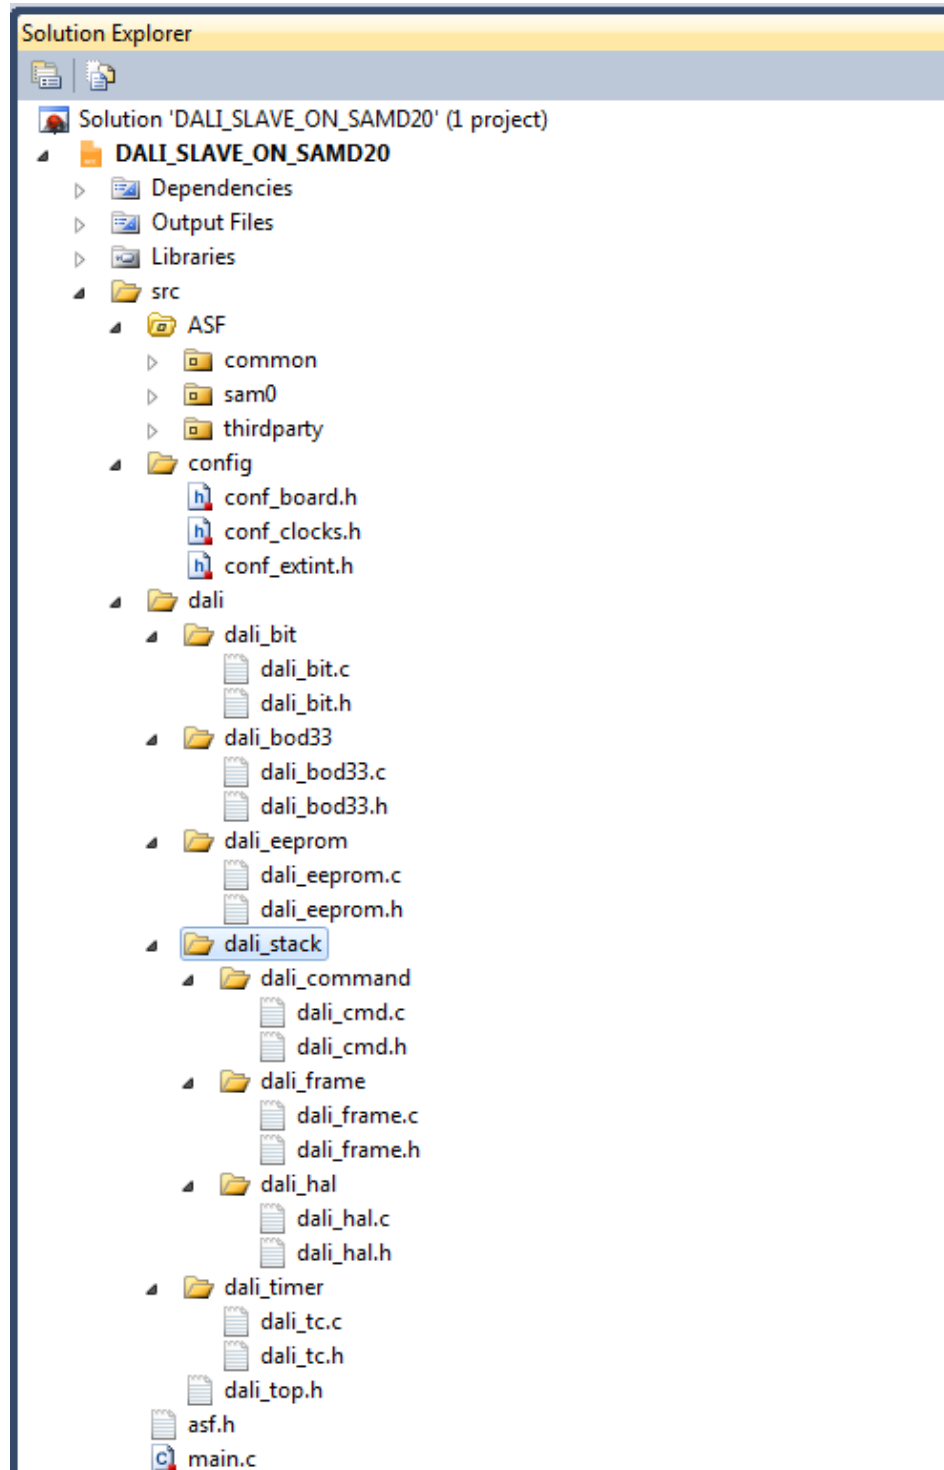 Solution Explorer
Solution 'DALI_SLAVE_ON_SAMD20' (1 project)
DALI_SLAVE_ON_SAMD20
Dependencies
Output Files
Libraries
src
ASF
common
sam0
thirdparty
config
conf_board.h
conf_clocks.h
conf_extint.h
dali
dali_bit
dali_bit.c
dali_bit.h
dali_bod33
dali_bod33.c
dali_bod33.h
dali_eeprom
dali_eeprom.c
dali_eeprom.h
dali_stack
dali_command
dali_cmd.c
dali_cmd.h
dali_frame
dali_frame.c
dali_frame.h
dali_hal
dali_hal.c
dali_hal.h
dali_timer
dali_tc.c
dali_tc.h
dali_top.h
asf.h
main.c